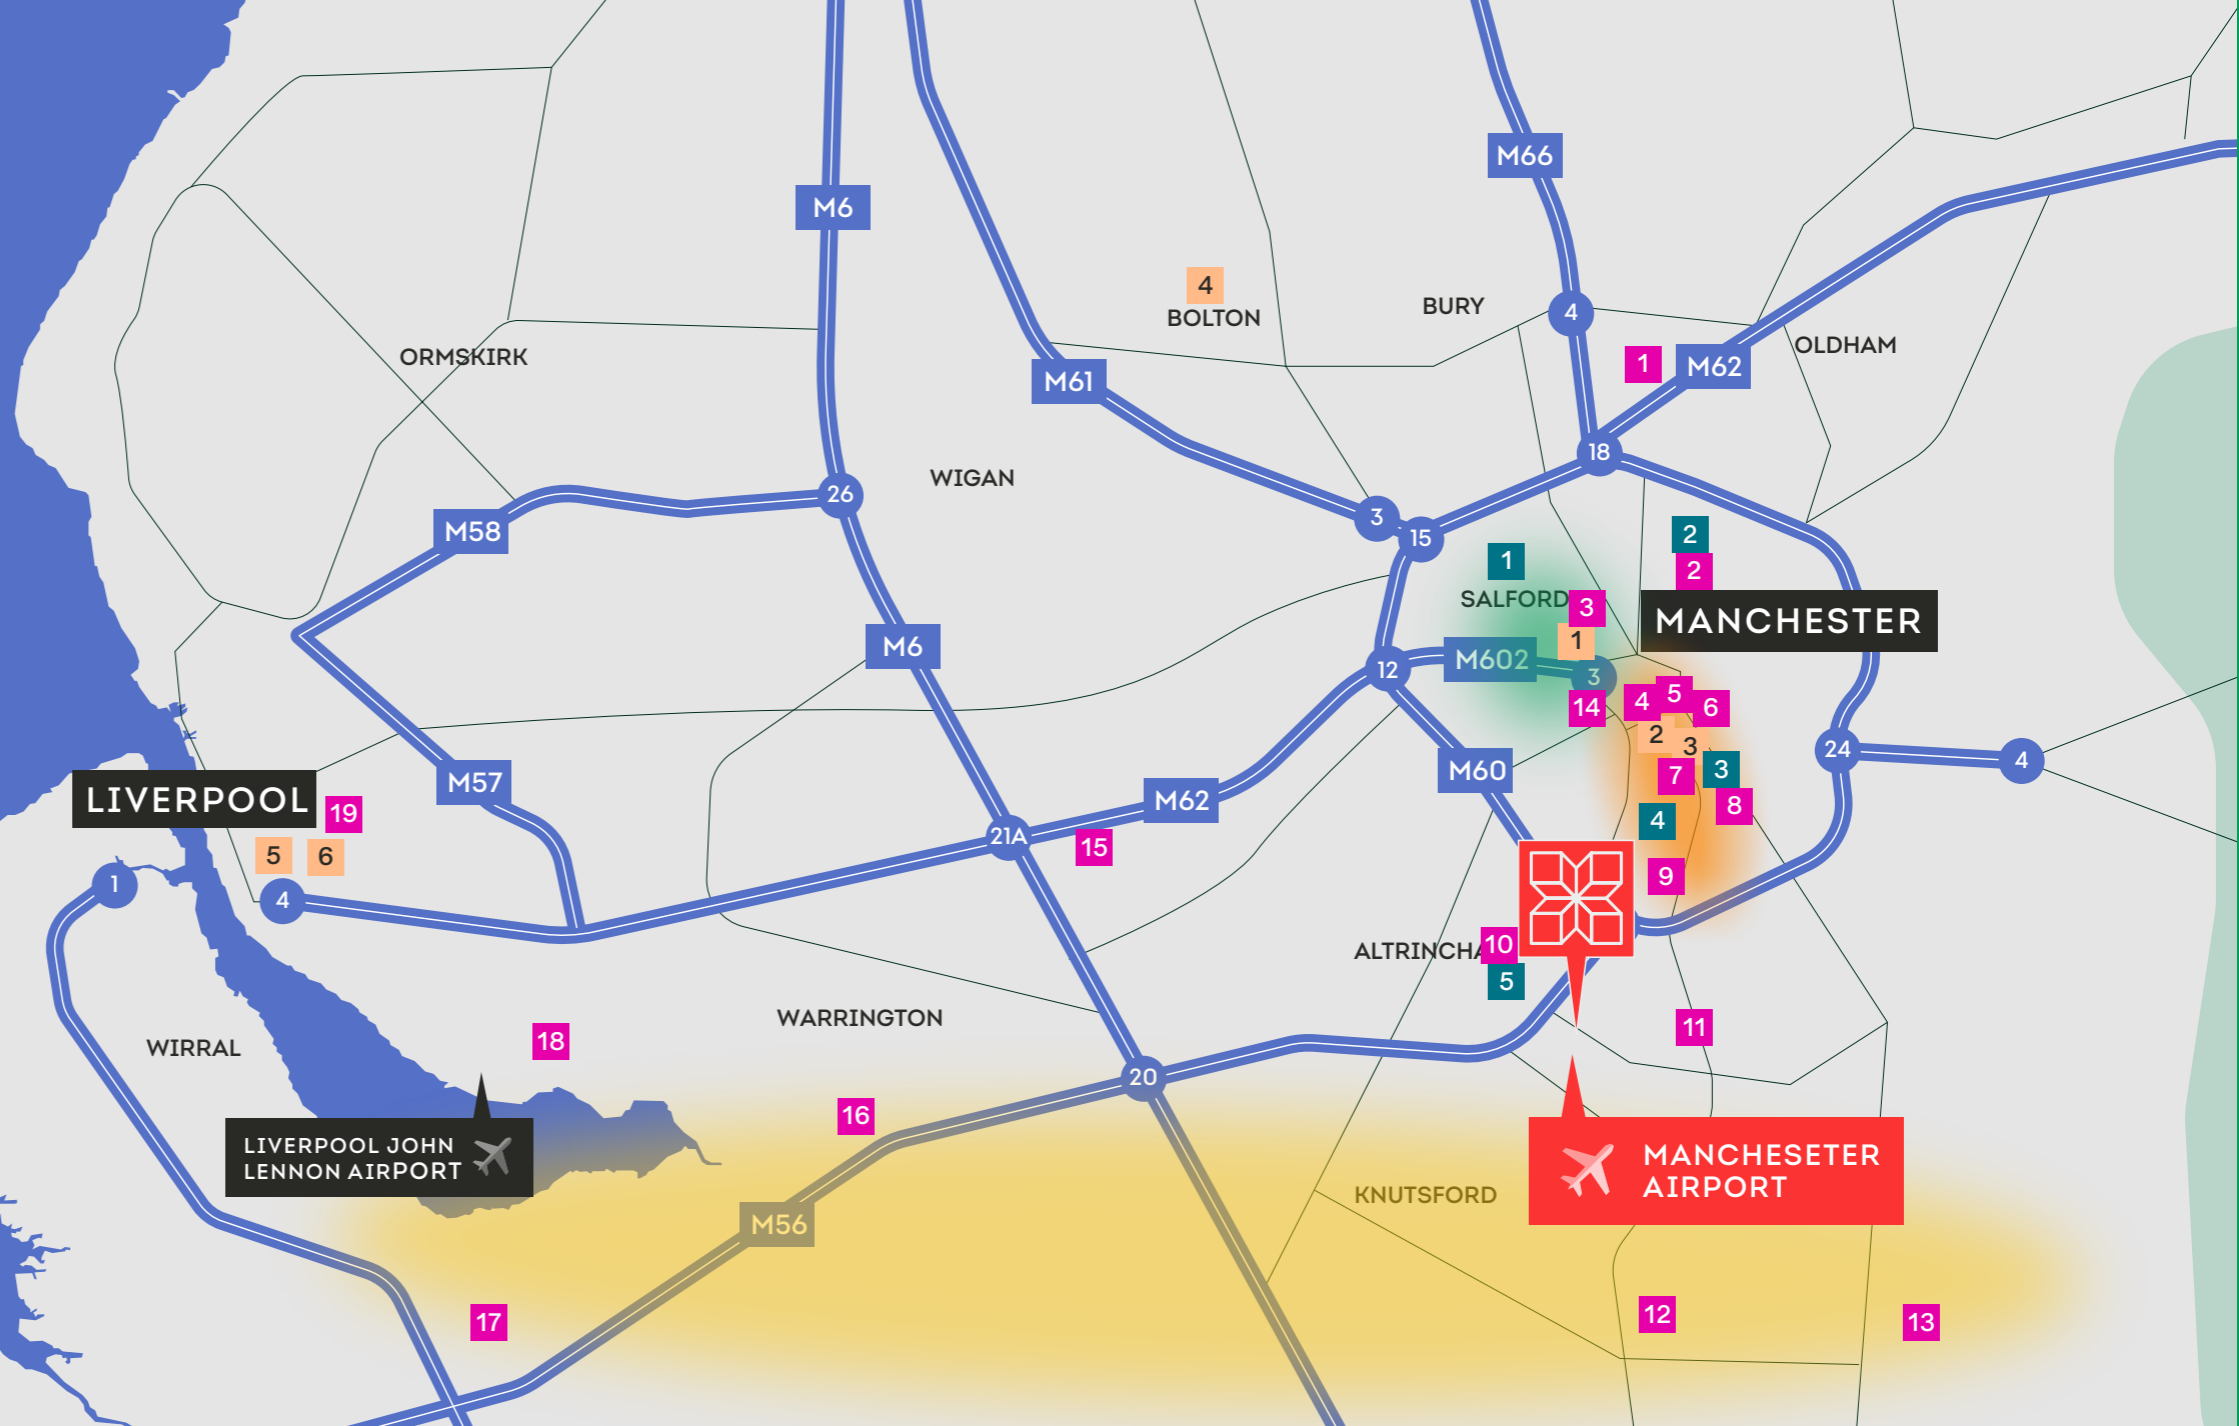 M66
M6
4
BOLTON
BURY
4
OLDHAM
1
M62
ORMSKIRK
M61
18
WIGAN
26
3
15
M58
2
1
2
SALFORD
3
MANCHESTER
1
M6
12
M602
3
14
4
5
6
2
3
24
4
M60
7
3
M57
LIVERPOOL
19
M62
8
4
21A
15
5
6
9
1
4
ALTRINCHA
10
5
WARRINGTON
11
WIRRAL
18
20
16
LIVERPOOL JOHN
LENNON AIRPORT
MANCHESETER
AIRPORT
KNUTSFORD
M56
17
12
13